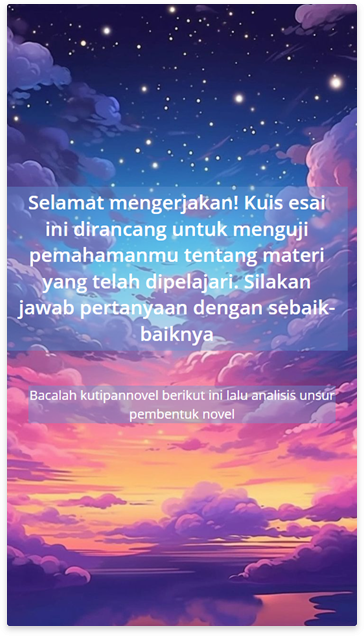 Selamat mengerjakan! Kuis esai
ini dirancang untuk menguji
pemahamanmu tentang materi
yang telah dipelajari. Silakan
jawab pertanyaan dengan sebaik-
baiknya
Bacalah kutipannovel berikut ini lalu analisis unsur
pembentuk novel